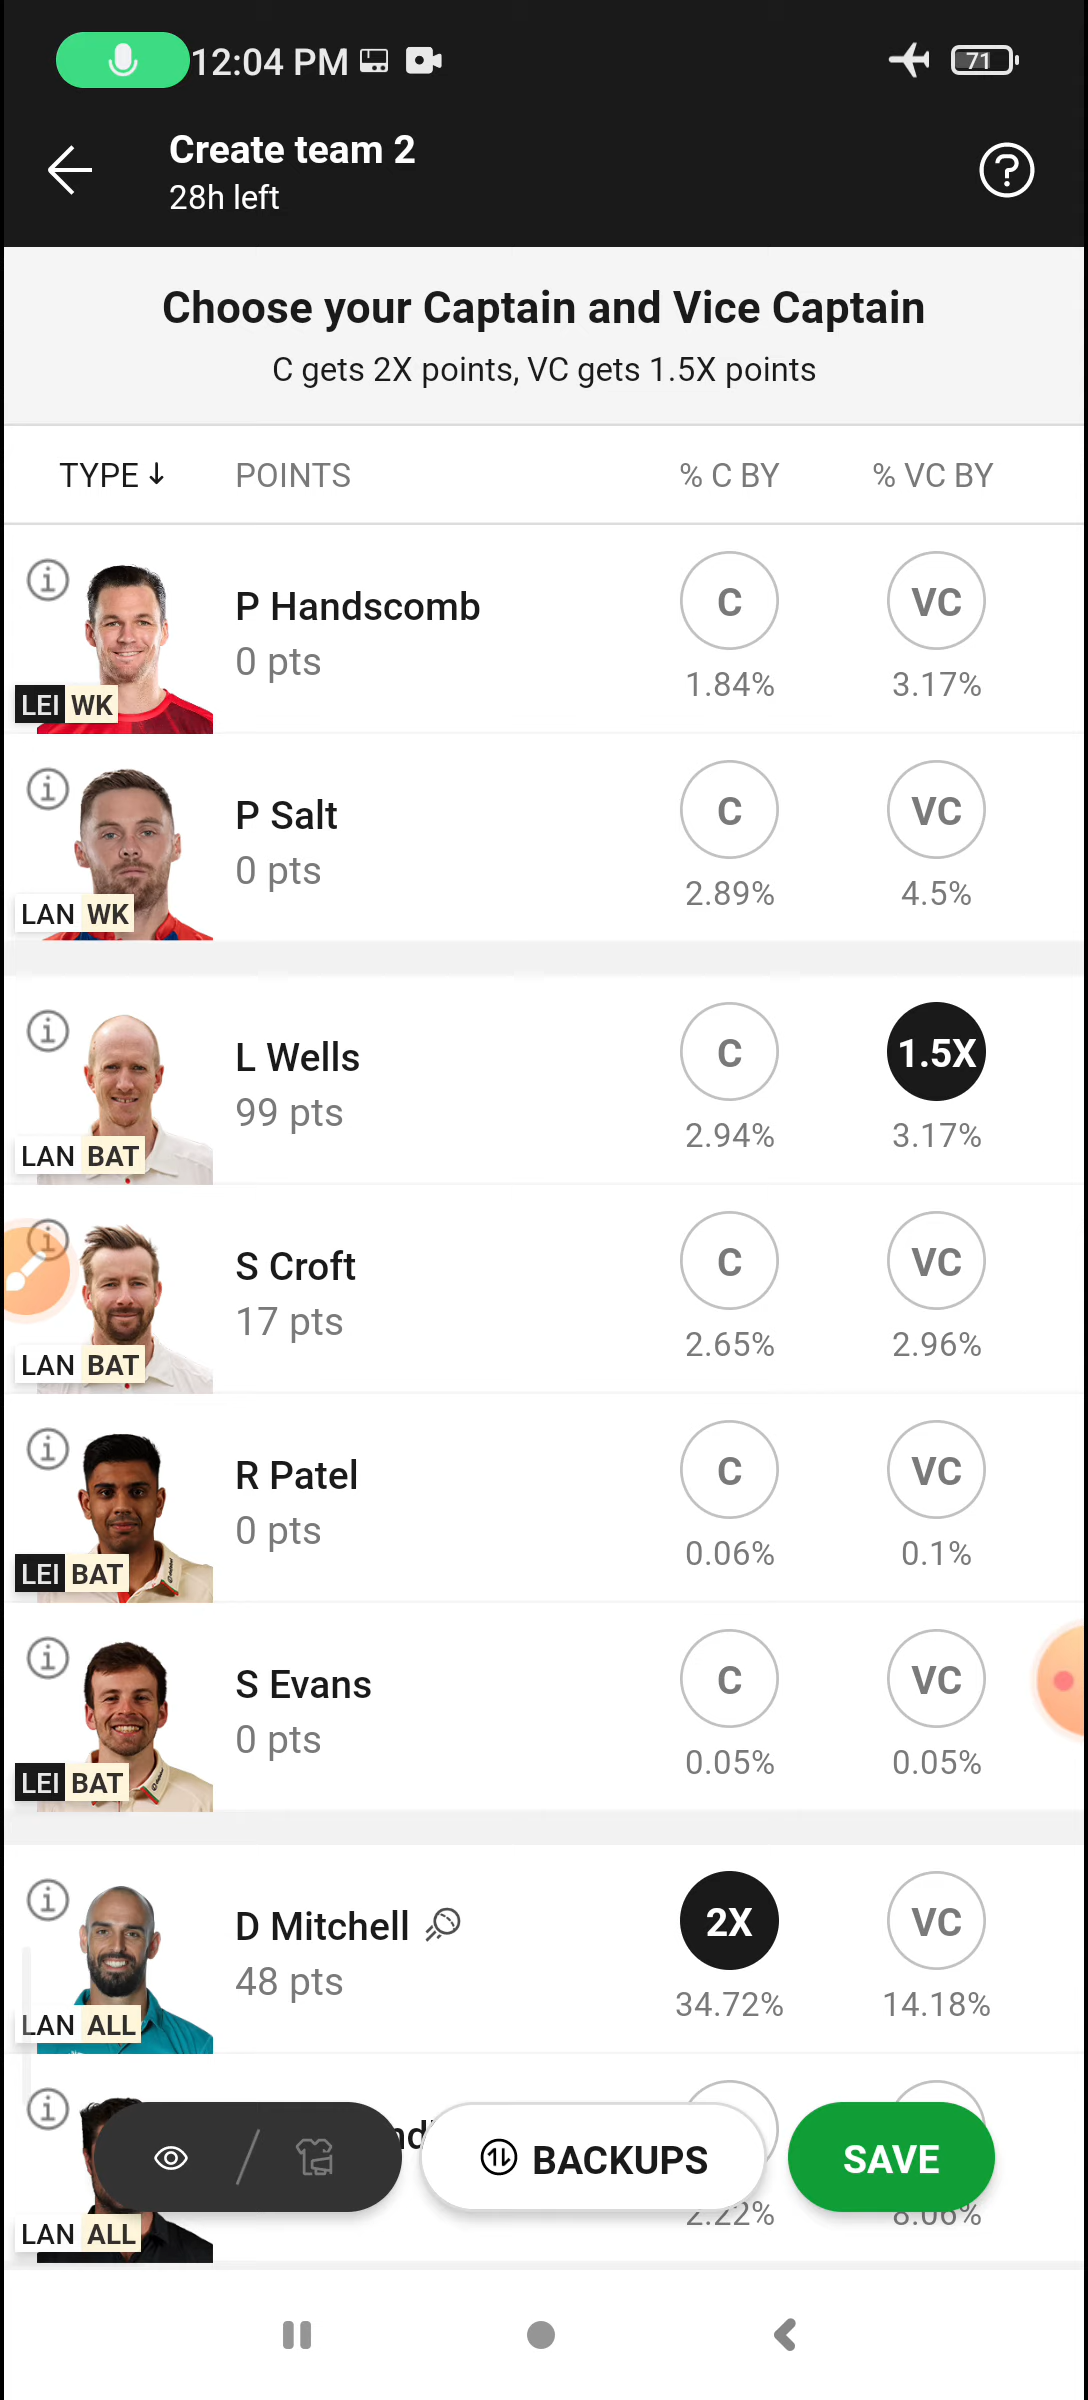 12:04 PM
71
Create team 2
28h left
Choose your Captain and Vice Captain
C gets 2X points, VC gets 1.5X points
TYPE ↓ POINTS % C BY % VC BY
P Handscomb
0 pts
LEI WK
C
1.84%
VC
3.17%
P Salt
0 pts
LAN WK
C
2.89%
VC
4.5%
L Wells
99 pts
LAN BAT
C
2.94%
1.5X
3.17%
S Croft
17 pts
LAN BAT
C
2.65%
VC
2.96%
R Patel
0 pts
LEI BAT
C
0.06%
VC
0.1%
S Evans
0 pts
LEI BAT
C
0.05%
VC
0.05%
D Mitchell
48 pts
LAN ALL
2X
34.72%
VC
14.18%
LAN ALL
2.22%
8.06%
BACKUPS
SAVE